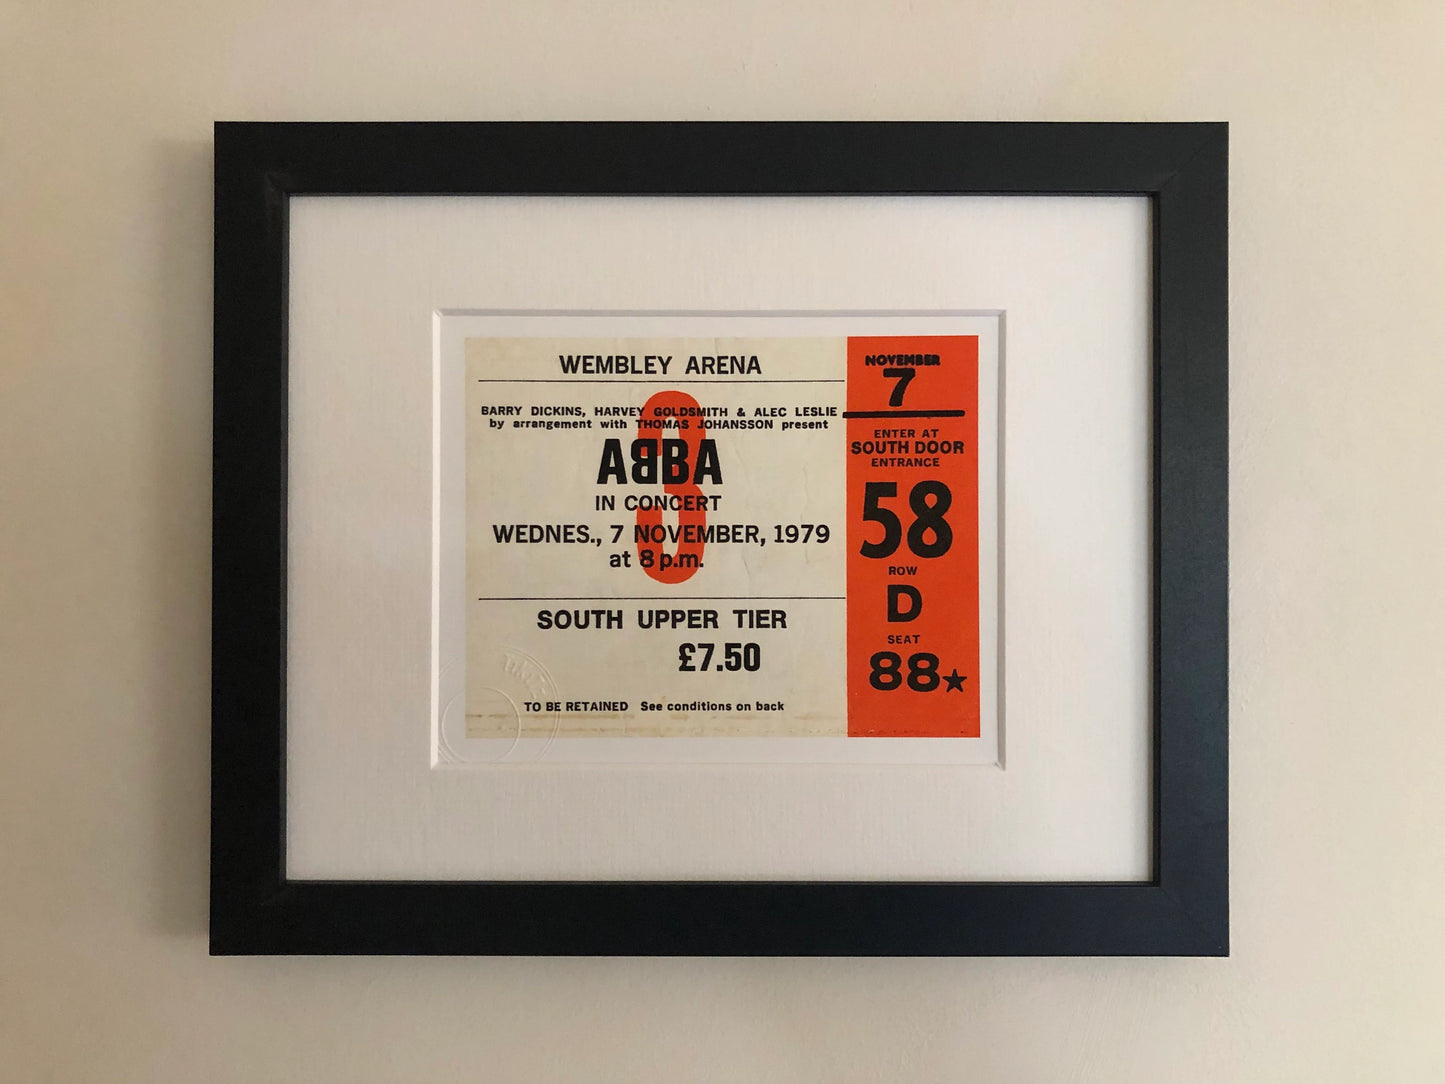 WEMBLEY ARENA
BARRY DICKINS, HARVEY GOLDSMITH & ALEC LESLIE
by arrangement with THOMAS JOHANSSON present
3
ABBA
IN CONCERT
WEDNES., 7 NOVEMBER, 1979
at 8 p.m.
SOUTH UPPER TIER
£7.50
TO BE RETAINED See conditions on back
NOVEMBER
7
ENTER AT
SOUTH DOOR
ENTRANCE
58
ROW
D
SEAT
88★